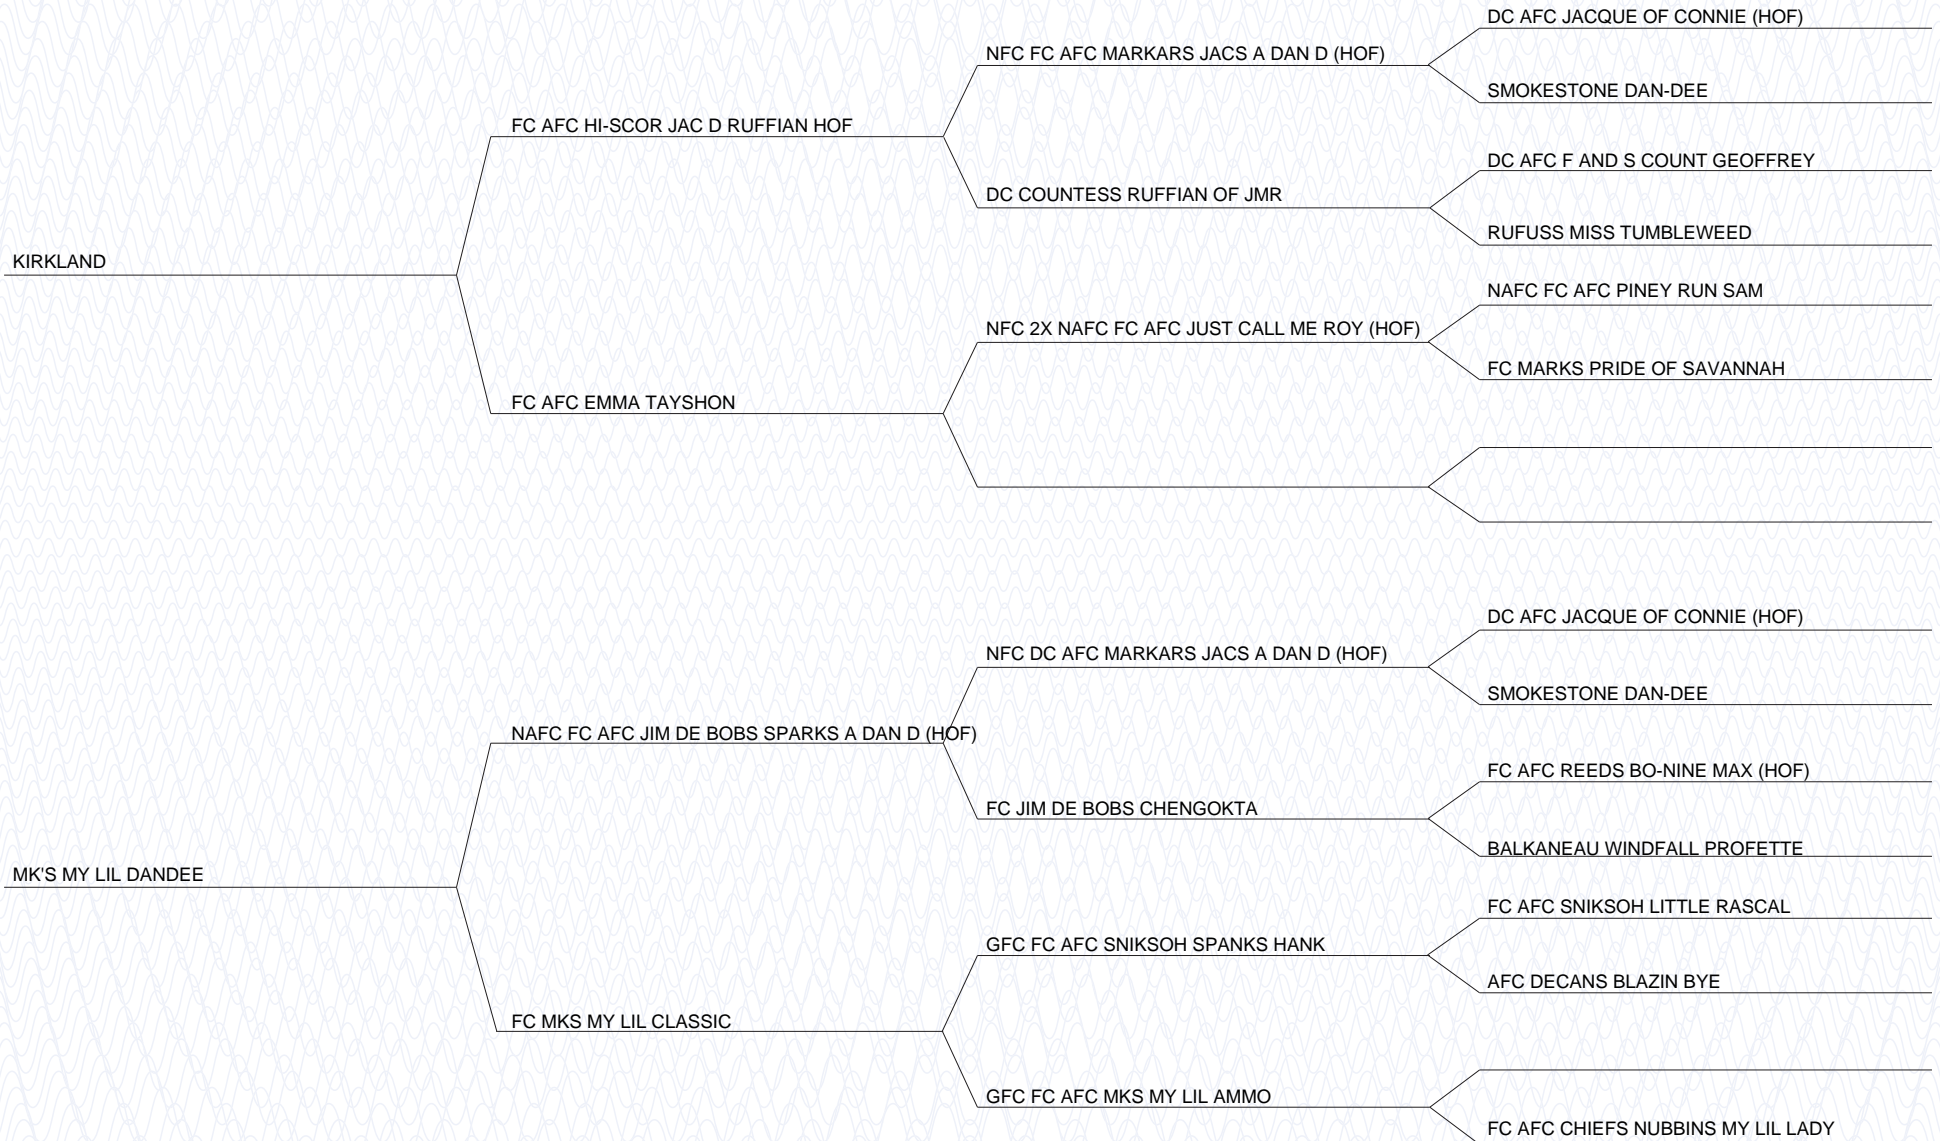 DC AFC JACQUE OF CONNIE (HOF)
NFC FC AFC MARKARS JACS A DAN D (HOF)
SMOKESTONE DAN-DEE
FC AFC HI-SCOR JAC D RUFFIAN HOF
DC AFC F AND S COUNT GEOFFREY
DC COUNTESS RUFFIAN OF JMR
RUFUSS MISS TUMBLEWEED
KIRKLAND
NAFC FC AFC PINEY RUN SAM
NFC 2X NAFC FC AFC JUST CALL ME ROY (HOF)
FC MARKS PRIDE OF SAVANNAH
FC AFC EMMA TAYSHON
DC AFC JACQUE OF CONNIE (HOF)
NFC DC AFC MARKARS JACS A DAN D (HOF)
SMOKESTONE DAN-DEE
NAFC FC AFC JIM DE BOBS SPARKS A DAN D (HOF)
FC AFC REEDS BO-NINE MAX (HOF)
FC JIM DE BOBS CHENGOKTA
BALKANEAU WINDFALL PROFETTE
MK'S MY LIL DANDEE
FC AFC SNIKSOH LITTLE RASCAL
GFC FC AFC SNIKSOH SPANKS HANK
AFC DECANS BLAZIN BYE
FC MKS MY LIL CLASSIC
GFC FC AFC MKS MY LIL AMMO
FC AFC CHIEFS NUBBINS MY LIL LADY